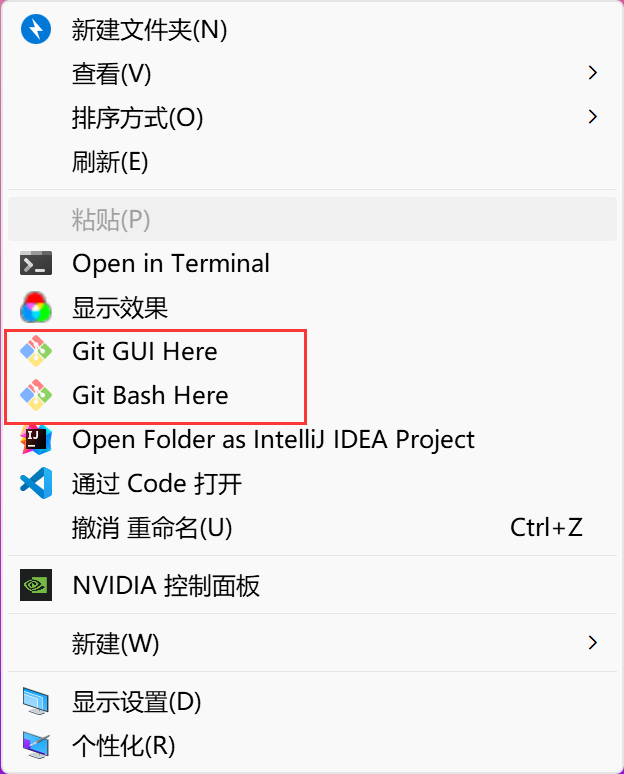 新建文件夹(N)
查看(V)
排序方式(O)
刷新(E)
粘贴(P)
Open in Terminal
显示效果
Git GUI Here
Git Bash Here
IJ Open Folder as IntelliJ IDEA Project
通过 Code 打开
撤消 重命名(U) Ctrl+Z
NVIDIA 控制面板
新建(W)
显示设置(D)
个性化(R)